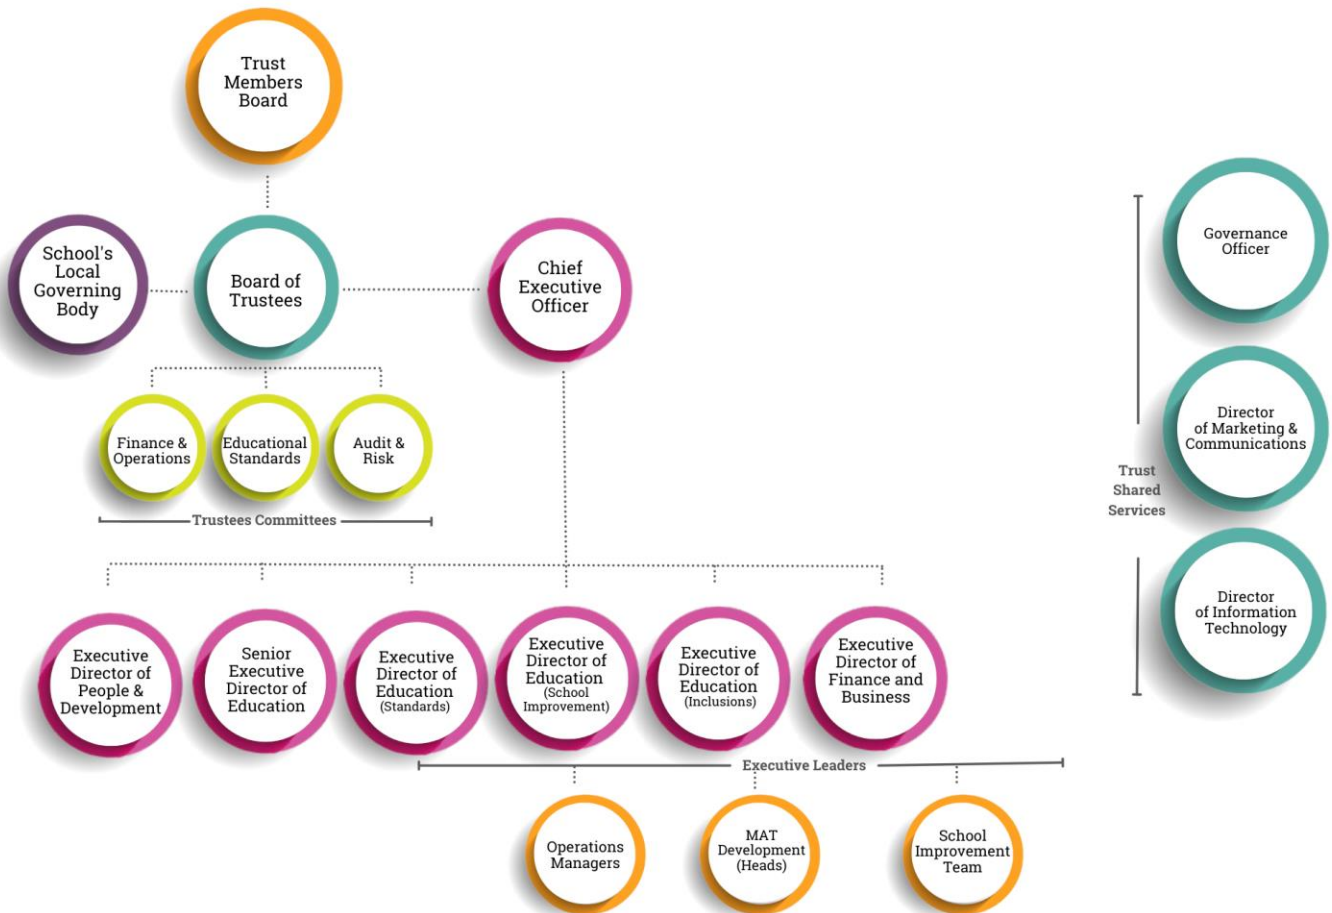 Trust
Members
Board
School's
Local
Governing
Body
Board of
Trustees
Chief
Executive
Officer
Finance &
Operations
Educational
Standards
Audit &
Risk
Trustees Committees
Executive
Director of
People &
Development
Senior
Executive
Director of
Education
Executive
Director of
Education
(Standards)
Executive
Director of
Education
(School
Improvement)
Executive
Director of
Education
(Inclusions)
Executive
Director of
Finance and
Business
Executive Leaders
Operations
Managers
MAT
Development
(Heads)
School
Improvement
Team
Governance
Officer
Director
of Marketing &
Communications
Trust
Shared
Services
Director
of Information
Technology